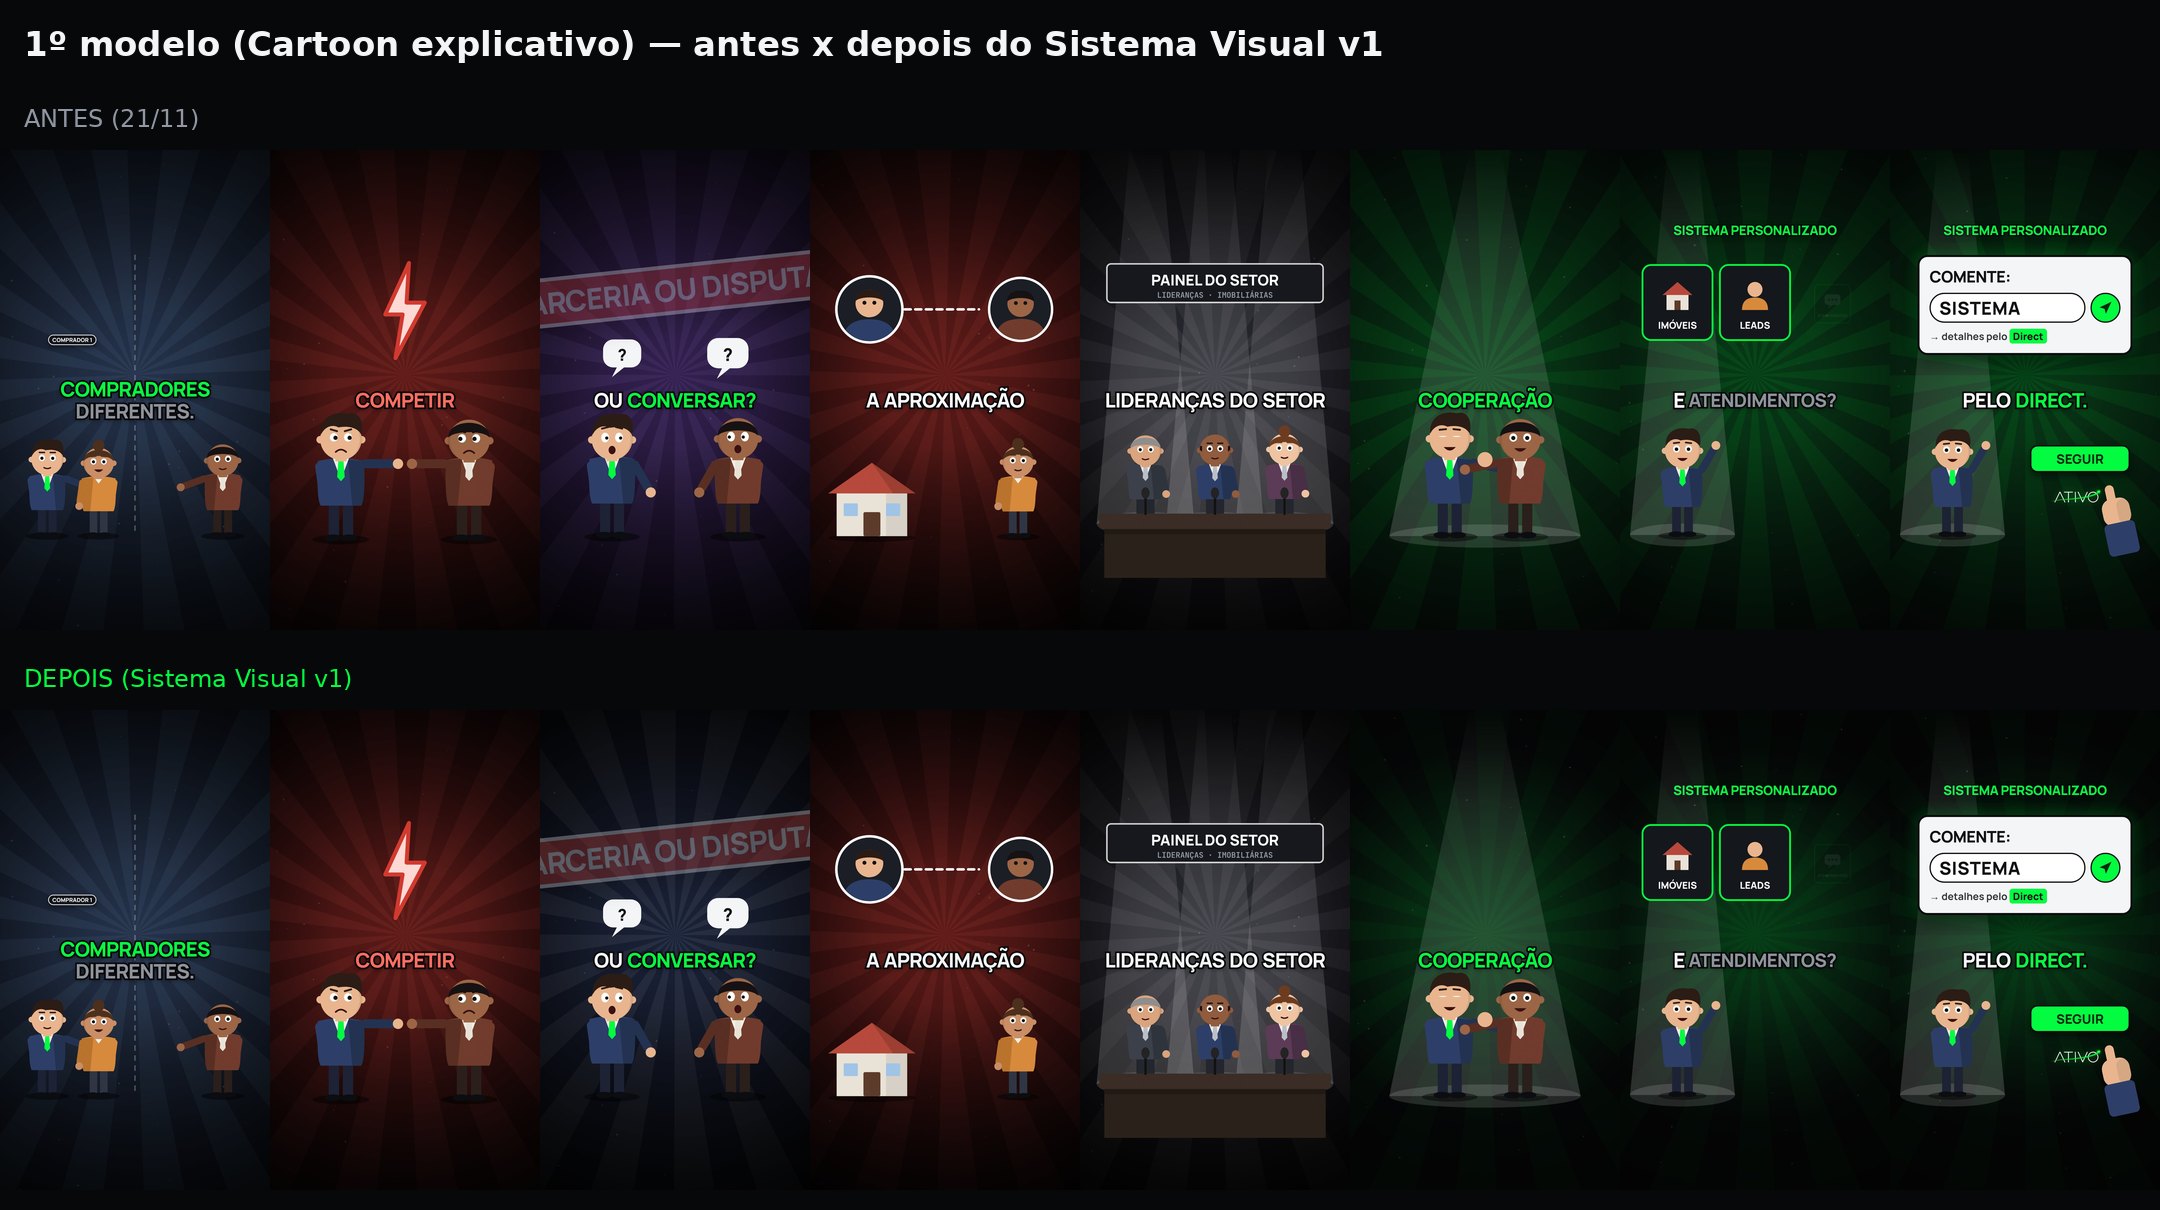 1º modelo (Cartoon explicativo) — antes x depois do Sistema Visual v1
ANTES (21/11)
COMPRADOR 1
COMPRADORES
DIFERENTES.
COMPETIR
ARCERIA OU DISPUTA
?
?
OU CONVERSAR?
A APROXIMAÇÃO
PAINEL DO SETOR
LIDERANÇAS · IMOBILIÁRIAS
LIDERANÇAS DO SETOR
COOPERAÇÃO
SISTEMA PERSONALIZADO
IMÓVEIS
LEADS
E ATENDIMENTOS?
SISTEMA PERSONALIZADO
COMENTE:
SISTEMA
→ detalhes pelo Direct
PELO DIRECT.
SEGUIR
ATIVO
DEPOIS (Sistema Visual v1)
COMPRADOR 1
COMPRADORES
DIFERENTES.
COMPETIR
ARCERIA OU DISPUTA
?
?
OU CONVERSAR?
A APROXIMAÇÃO
PAINEL DO SETOR
LIDERANÇAS · IMOBILIÁRIAS
LIDERANÇAS DO SETOR
COOPERAÇÃO
SISTEMA PERSONALIZADO
IMÓVEIS
LEADS
E ATENDIMENTOS?
SISTEMA PERSONALIZADO
COMENTE:
SISTEMA
→ detalhes pelo Direct
PELO DIRECT.
SEGUIR
ATIVO